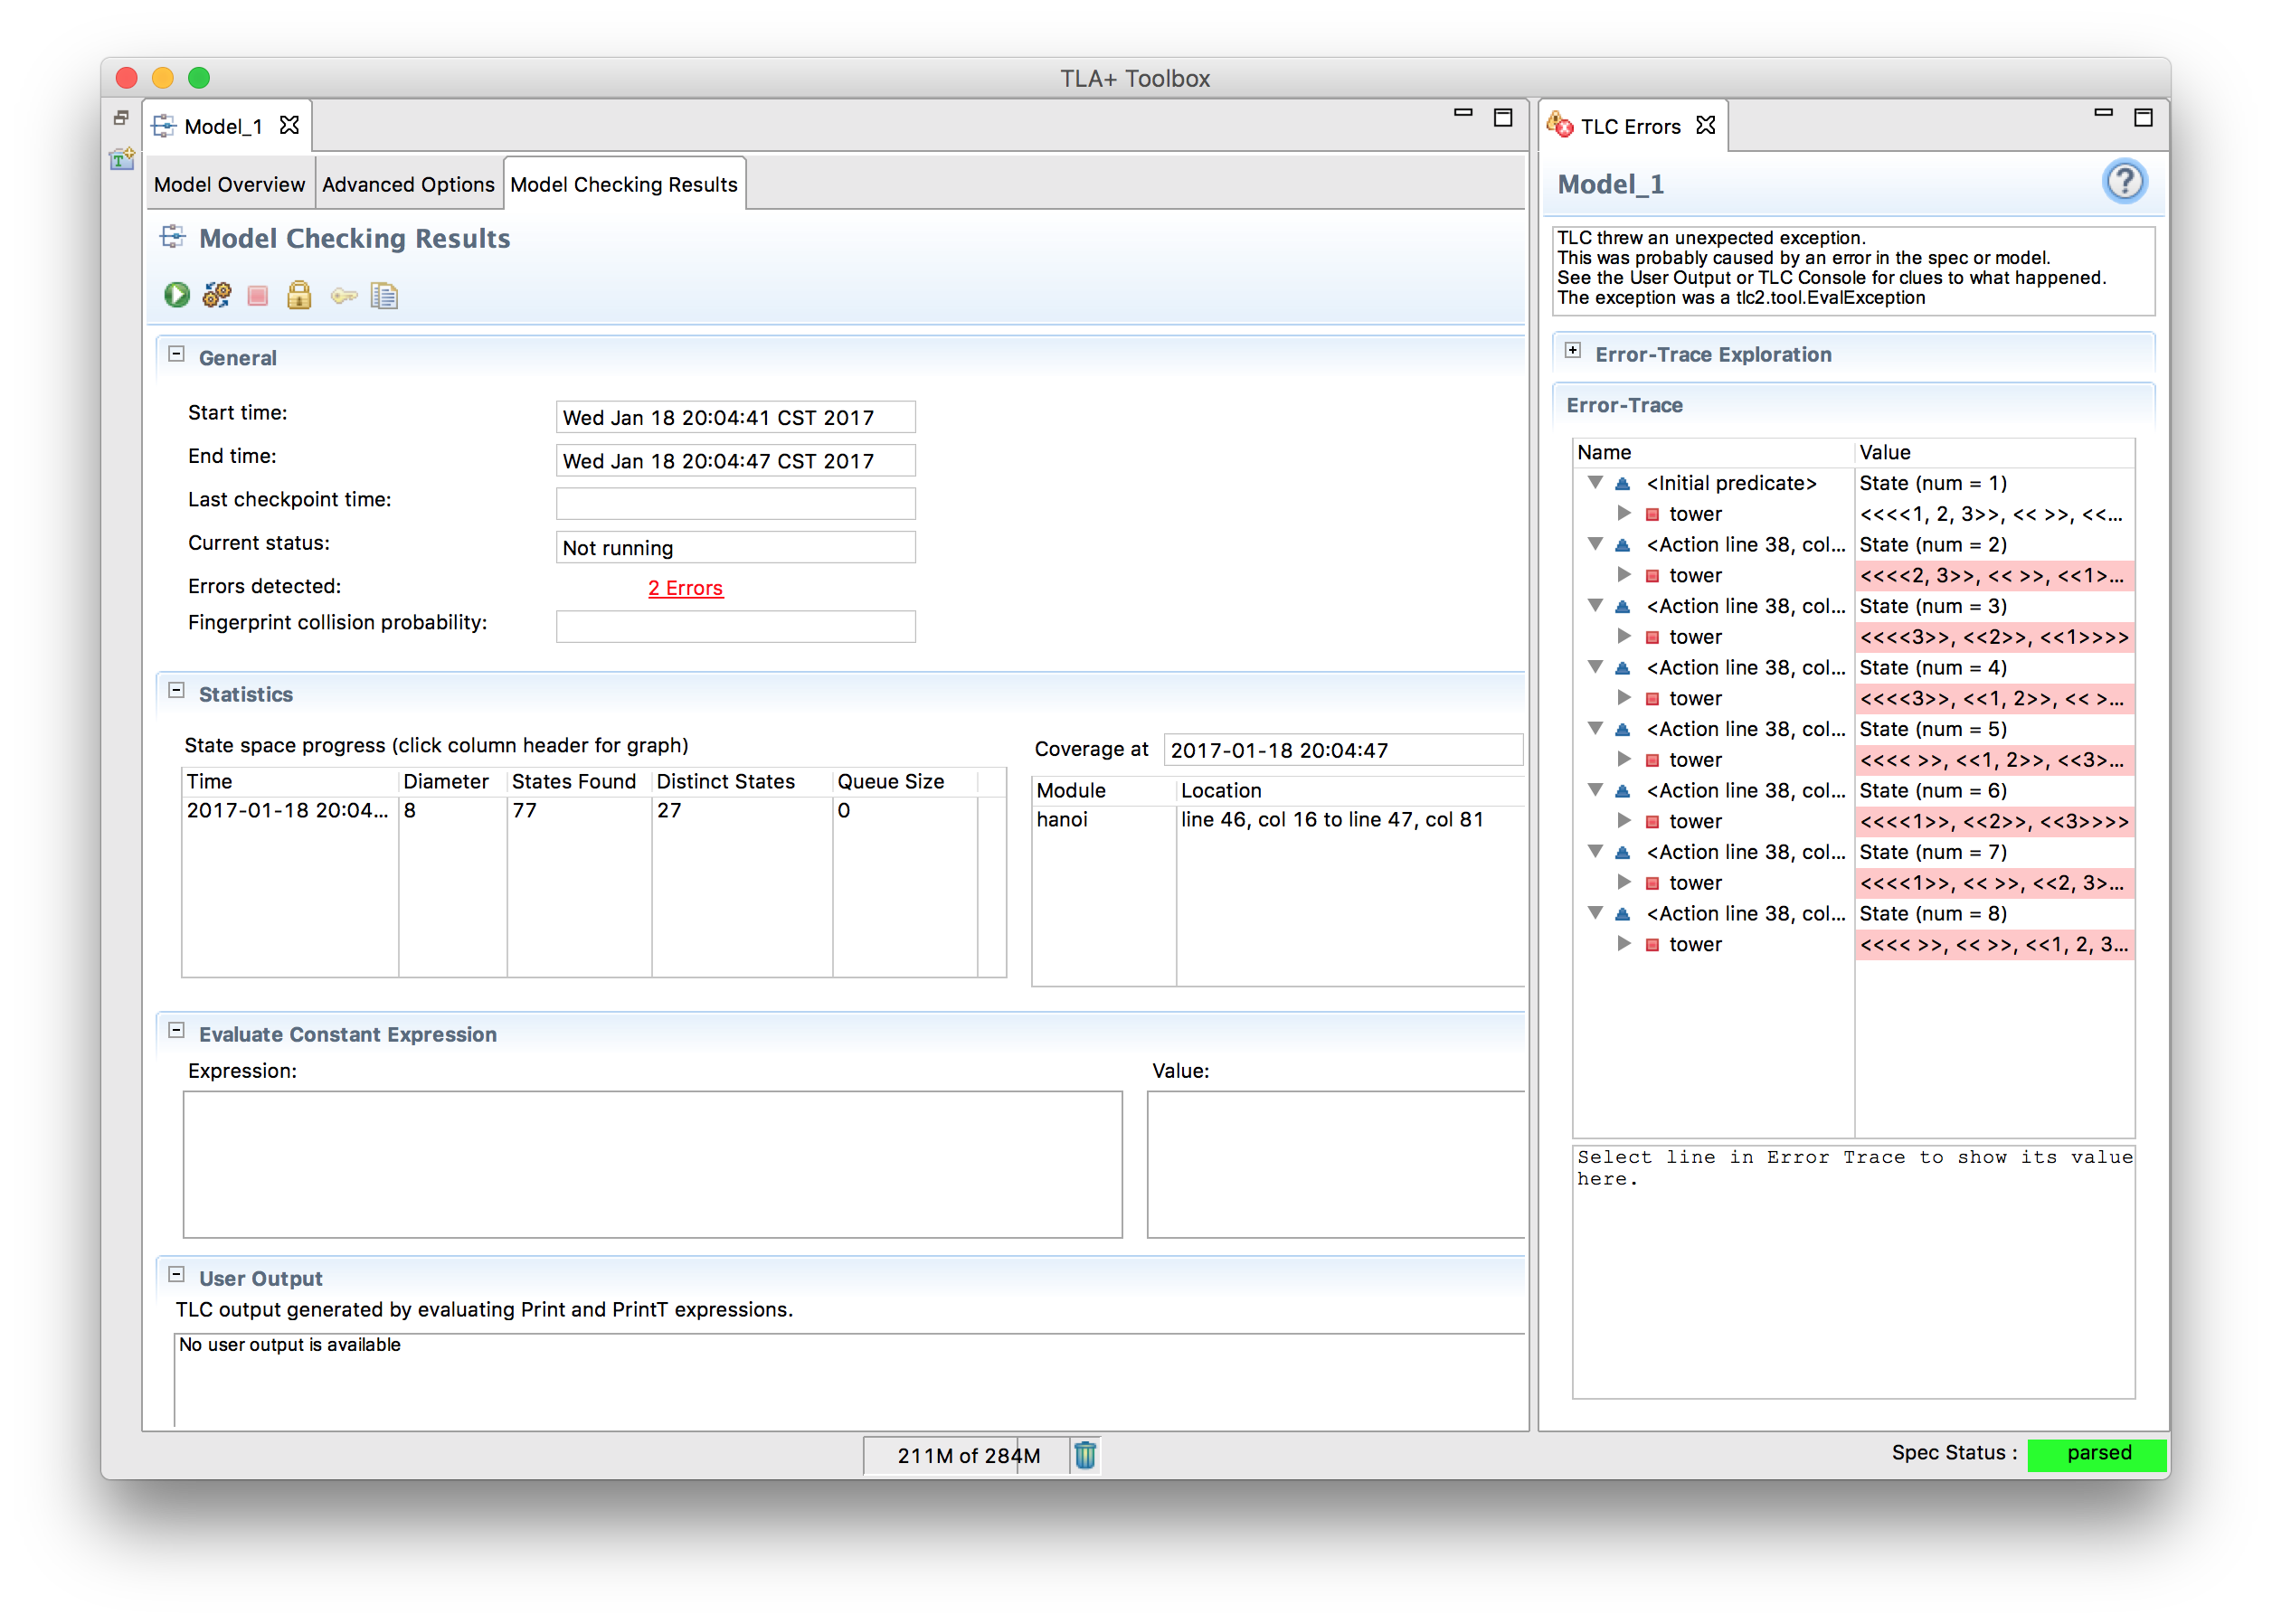 TLA+ Toolbox
Model_1
Model Overview
Advanced Options
Model Checking Results
Model Checking Results
General
Start time:
Wed Jan 18 20:04:41 CST 2017
End time:
Wed Jan 18 20:04:47 CST 2017
Last checkpoint time:
Current status:
Not running
Errors detected:
2 Errors
Fingerprint collision probability:
Statistics
State space progress (click column header for graph)
Time Diameter States Found Distinct States Queue Size
2017-01-18 20:04... 8 77 27 0
Coverage at 2017-01-18 20:04:47
Module Location
hanoi line 46, col 16 to line 47, col 81
Evaluate Constant Expression
Expression:
Value:
User Output
TLC output generated by evaluating Print and PrintT expressions.
No user output is available
211M of 284M
TLC Errors
Model_1
TLC threw an unexpected exception.
This was probably caused by an error in the spec or model.
See the User Output or TLC Console for clues to what happened.
The exception was a tlc2.tool.EvalException
Error-Trace Exploration
Error-Trace
Name Value
<Initial predicate> State (num = 1)
tower <<<<1, 2, 3>>, << >>, <<...
<Action line 38, col... State (num = 2)
tower <<<<2, 3>>, << >>, <<1>...
<Action line 38, col... State (num = 3)
tower <<<<3>>, <<2>>, <<1>>>>
<Action line 38, col... State (num = 4)
tower <<<<3>>, <<1, 2>>, << >...
<Action line 38, col... State (num = 5)
tower <<<< >>, <<1, 2>>, <<3>...
<Action line 38, col... State (num = 6)
tower <<<<1>>, <<2>>, <<3>>>>
<Action line 38, col... State (num = 7)
tower <<<<1>>, << >>, <<2, 3>...
<Action line 38, col... State (num = 8)
tower <<<< >>, << >>, <<1, 2, 3...
Select line in Error Trace to show its value
here.
Spec Status : parsed